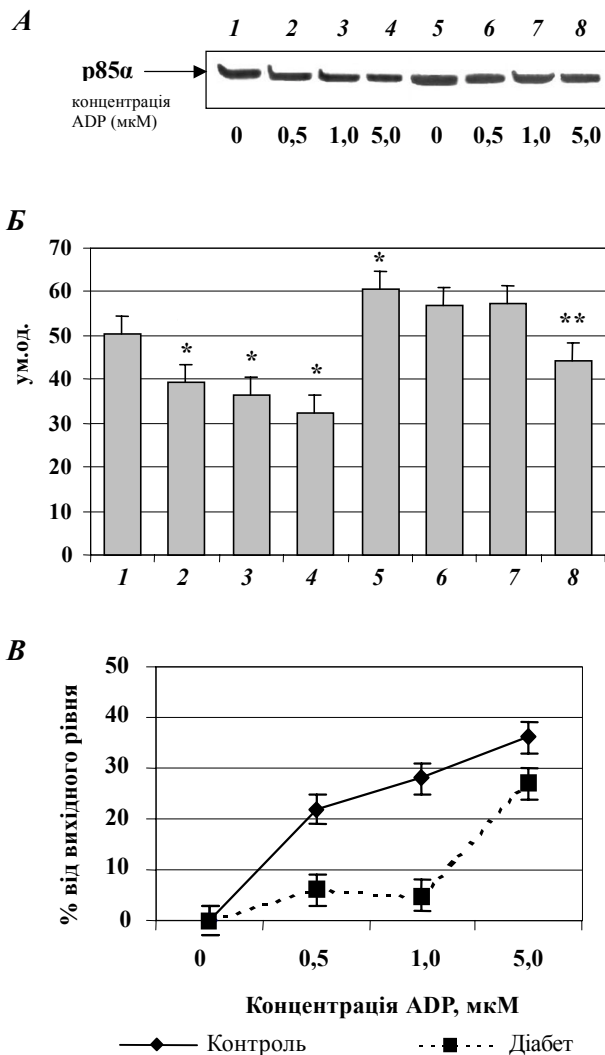 А
1 2 3 4 5 6 7 8
p85α
концентрація
ADP (мкМ)
0 0,5 1,0 5,0 0 0,5 1,0 5,0
Б
70
60
50
40
30
20
10
0
ум.од.
* * * * **
1 2 3 4 5 6 7 8
В
50
40
30
20
10
0
% від вихідного рівня
0 0,5 1,0 5,0
Концентрація ADP, мкМ
Контроль Діабет